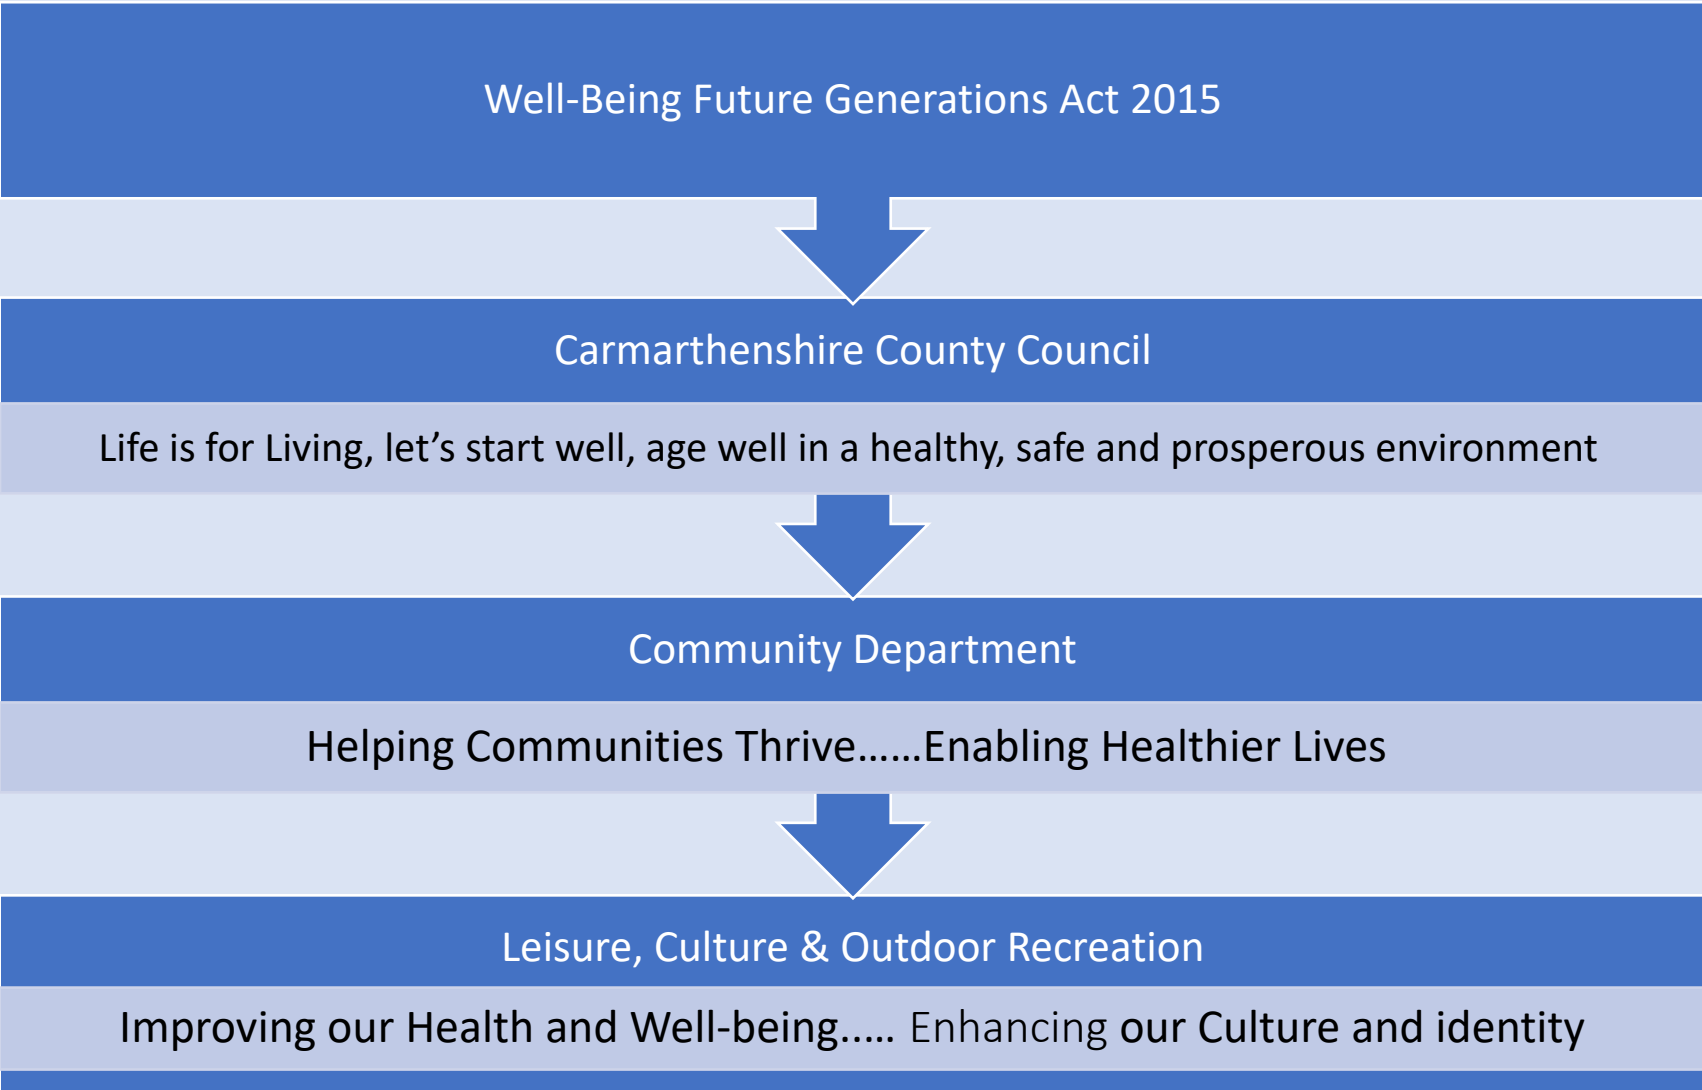 Well-Being Future Generations Act 2015
Carmarthenshire County Council
Life is for Living, let’s start well, age well in a healthy, safe and prosperous environment
Community Department
Helping Communities Thrive……Enabling Healthier Lives
Leisure, Culture & Outdoor Recreation
Improving our Health and Well-being..... Enhancing our Culture and identity